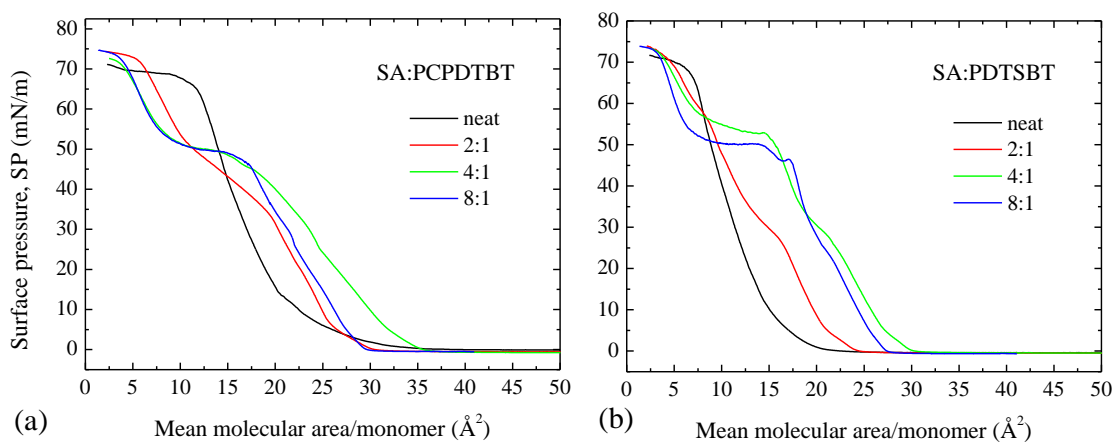 80
70
60
50
40
30
20
10
0
Surface pressure, SP (mN/m)
SA:PCPDTBT
neat
2:1
4:1
8:1
0 5 10 15 20 25 30 35 40 45 50
Mean molecular area/monomer (Å²)
(a)
80
70
60
50
40
30
20
10
0
SA:PDTSBT
neat
2:1
4:1
8:1
0 5 10 15 20 25 30 35 40 45 50
Mean molecular area/monomer (Å²)
(b)